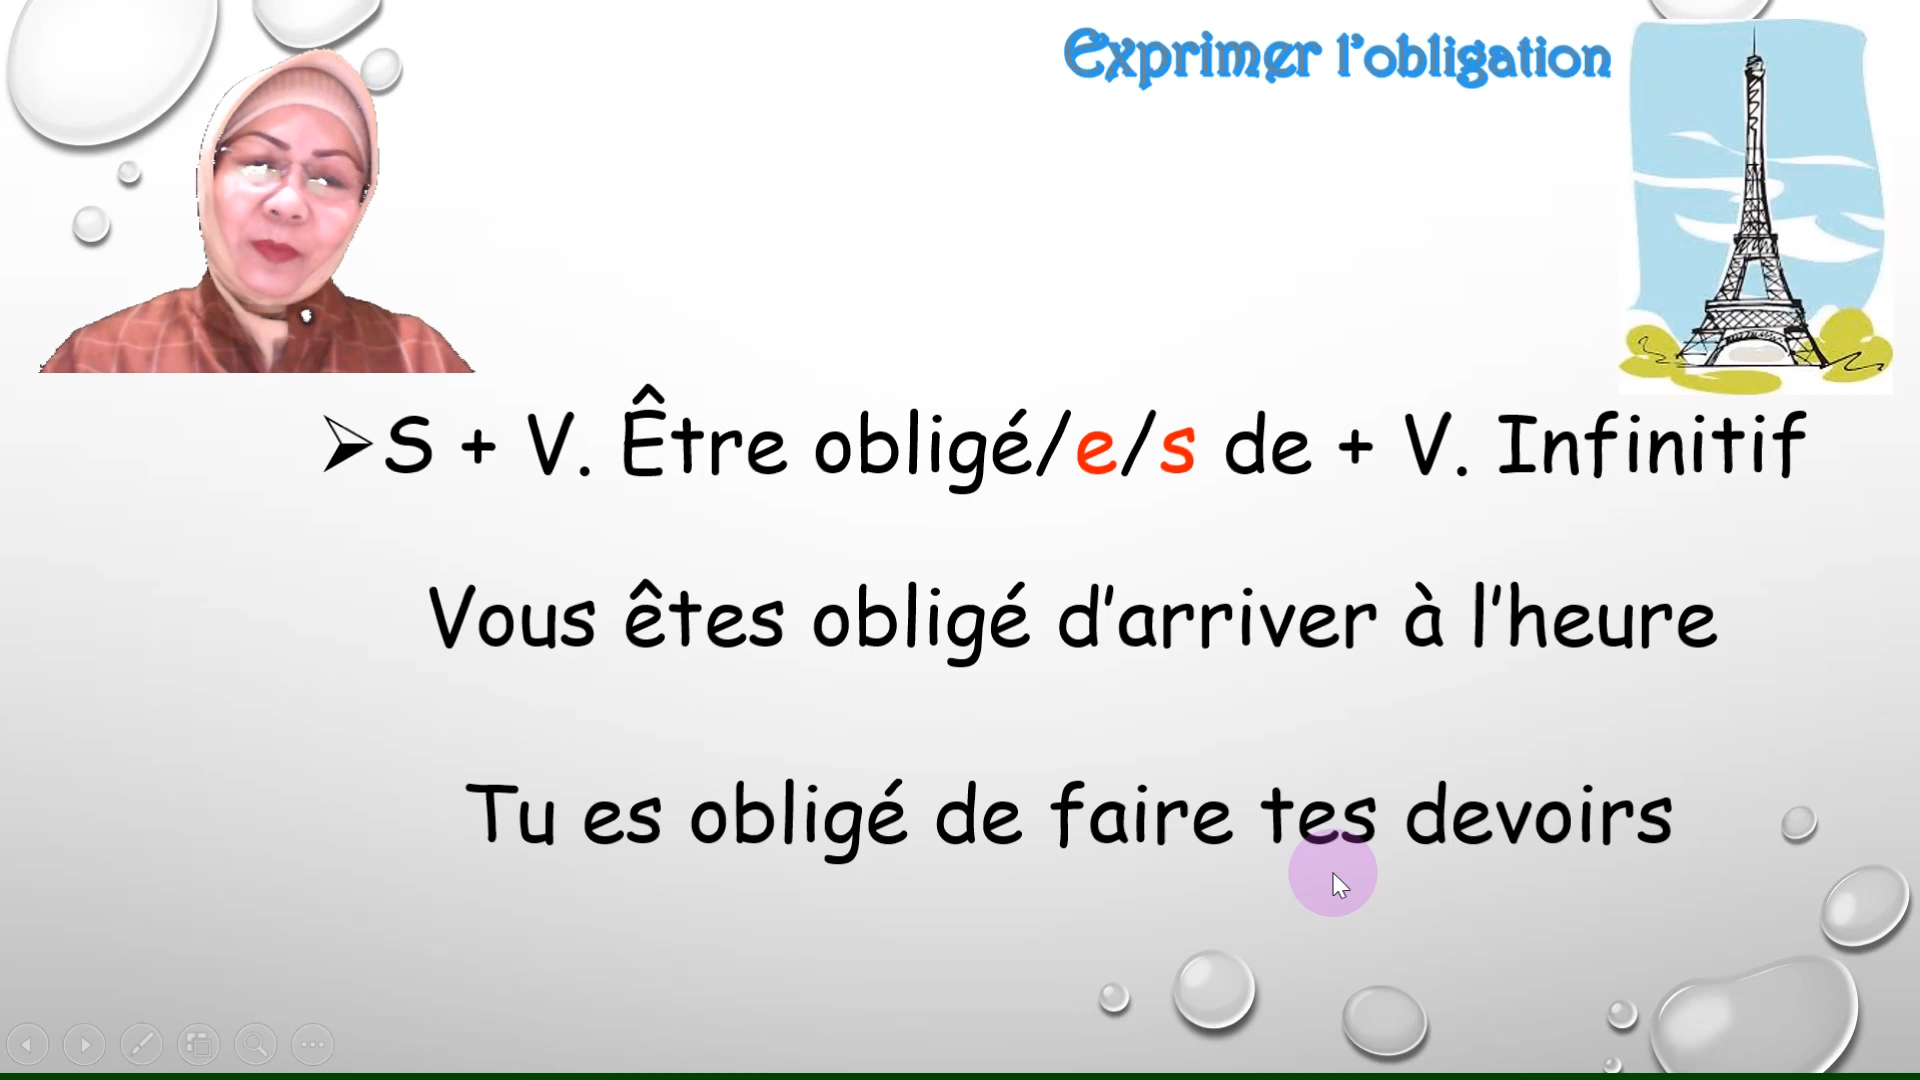 Exprimer l'obligation
➢S + V. Être obligé/e/s de + V. Infinitif
Vous êtes obligé d'arriver à l'heure
Tu es obligé de faire tes devoirs